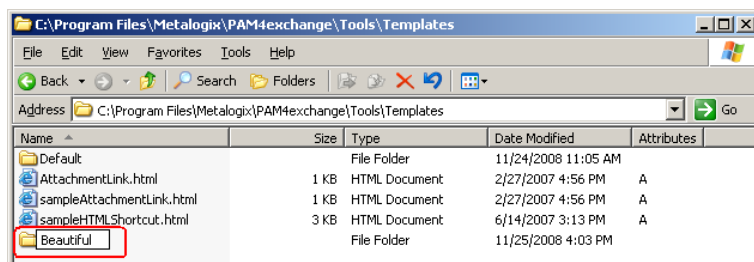 C:\Program Files\Metalogix\PAM4exchange\Tools\Templates
File Edit View Favorites Tools Help
Back Search Folders
Address C:\Program Files\Metalogix\PAM4exchange\Tools\Templates Go
Name Size Type Date Modified Attributes
Default File Folder 11/24/2008 11:05 AM
AttachmentLink.html 1 KB HTML Document 2/27/2007 4:56 PM A
sampleAttachmentLink.html 1 KB HTML Document 2/27/2007 4:56 PM A
sampleHTMLShortcut.html 3 KB HTML Document 6/14/2007 3:13 PM A
Beautiful File Folder 11/25/2008 4:03 PM